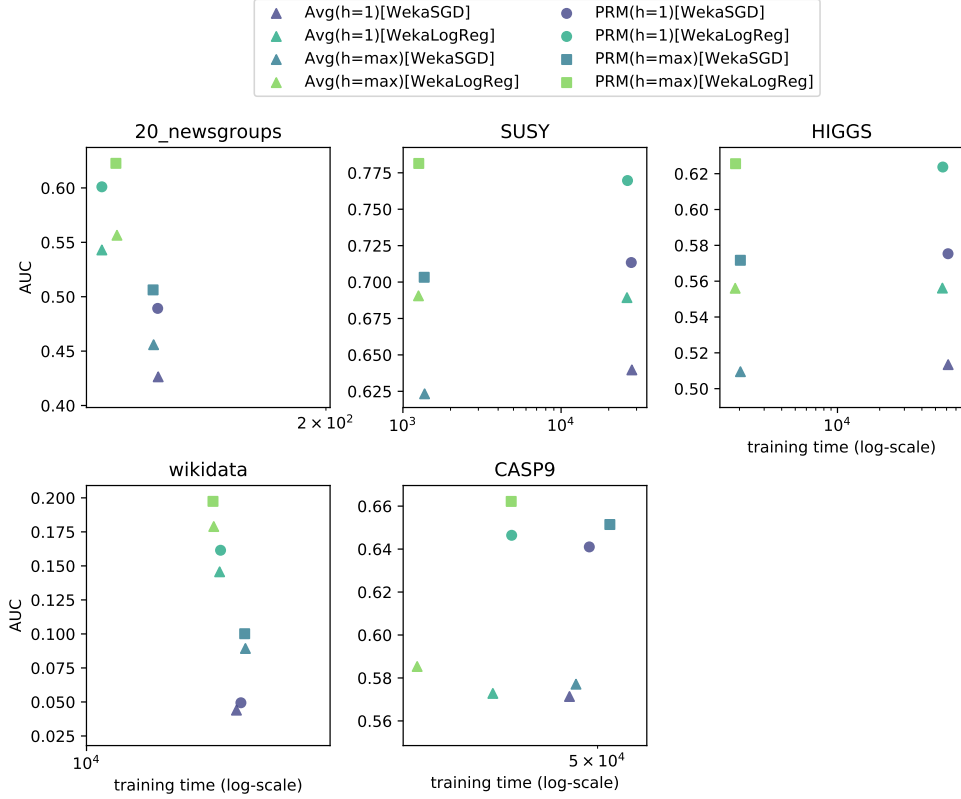 Avg(h=1)[WekaSGD] PRM(h=1)[WekaSGD]
Avg(h=1)[WekaLogReg] PRM(h=1)[WekaLogReg]
Avg(h=max)[WekaSGD] PRM(h=max)[WekaSGD]
Avg(h=max)[WekaLogReg] PRM(h=max)[WekaLogReg]
20_newsgroups
AUC
0.60
0.55
0.50
0.45
0.40
2 × 10²
SUSY
0.775
0.750
0.725
0.700
0.675
0.650
0.625
10³ 10⁴
HIGGS
0.62
0.60
0.58
0.56
0.54
0.52
0.50
10⁴
training time (log-scale)
wikidata
AUC
0.200
0.175
0.150
0.125
0.100
0.075
0.050
0.025
10⁴
training time (log-scale)
CASP9
0.66
0.64
0.62
0.60
0.58
0.56
5 × 10⁴
training time (log-scale)